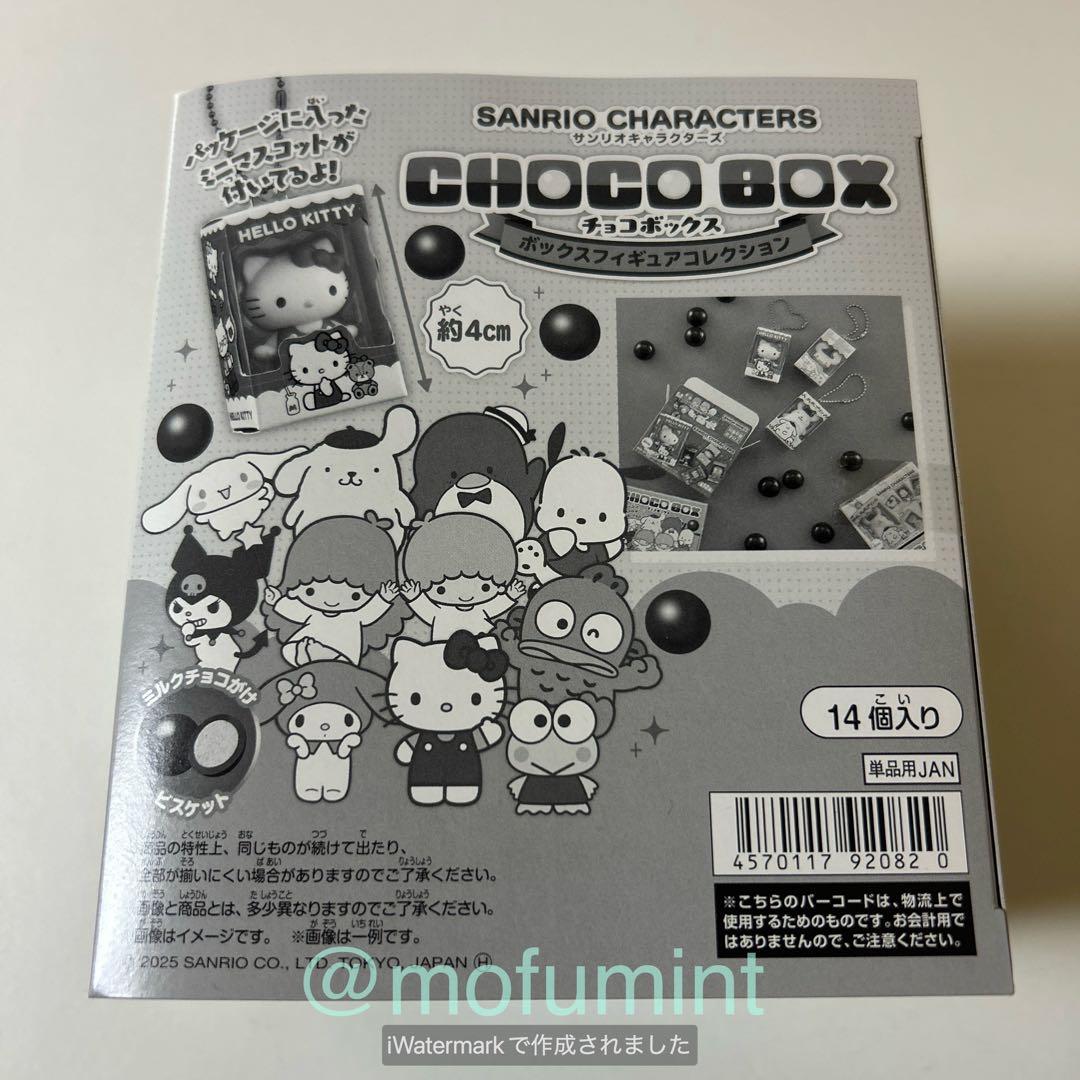 パッケージに入った
ミニマスコットが
付いてるよ!
SANRIO CHARACTERS
サンリオキャラクターズ
CHOCO BOX
チョコボックス
ボックスフィギュアコレクション
HELLO KITTY
HELLO KITTY
やく
約4cm
HELLO KITTY
CHOCO BOX
SANRIO CHARACTERS
ミルクチョコがけ
ビスケット
こい
14個入り
単品用JAN
4570117 92082 0
※こちらのバーコードは、物流上で
使用するためのものです。お会計用で
はありませんので、ご注意ください。
品の特性上、同じものが続けて出たり、
全部が揃いにくい場合がありますのでご了承ください。
画像と商品とは、多少異なりますのでご了承ください。
画像はイメージです。 ※画像は一例です。
2025 SANRIO CO., LTD. TOKYO, JAPAN Ⓗ
@mofumint
iWatermarkで作成されました